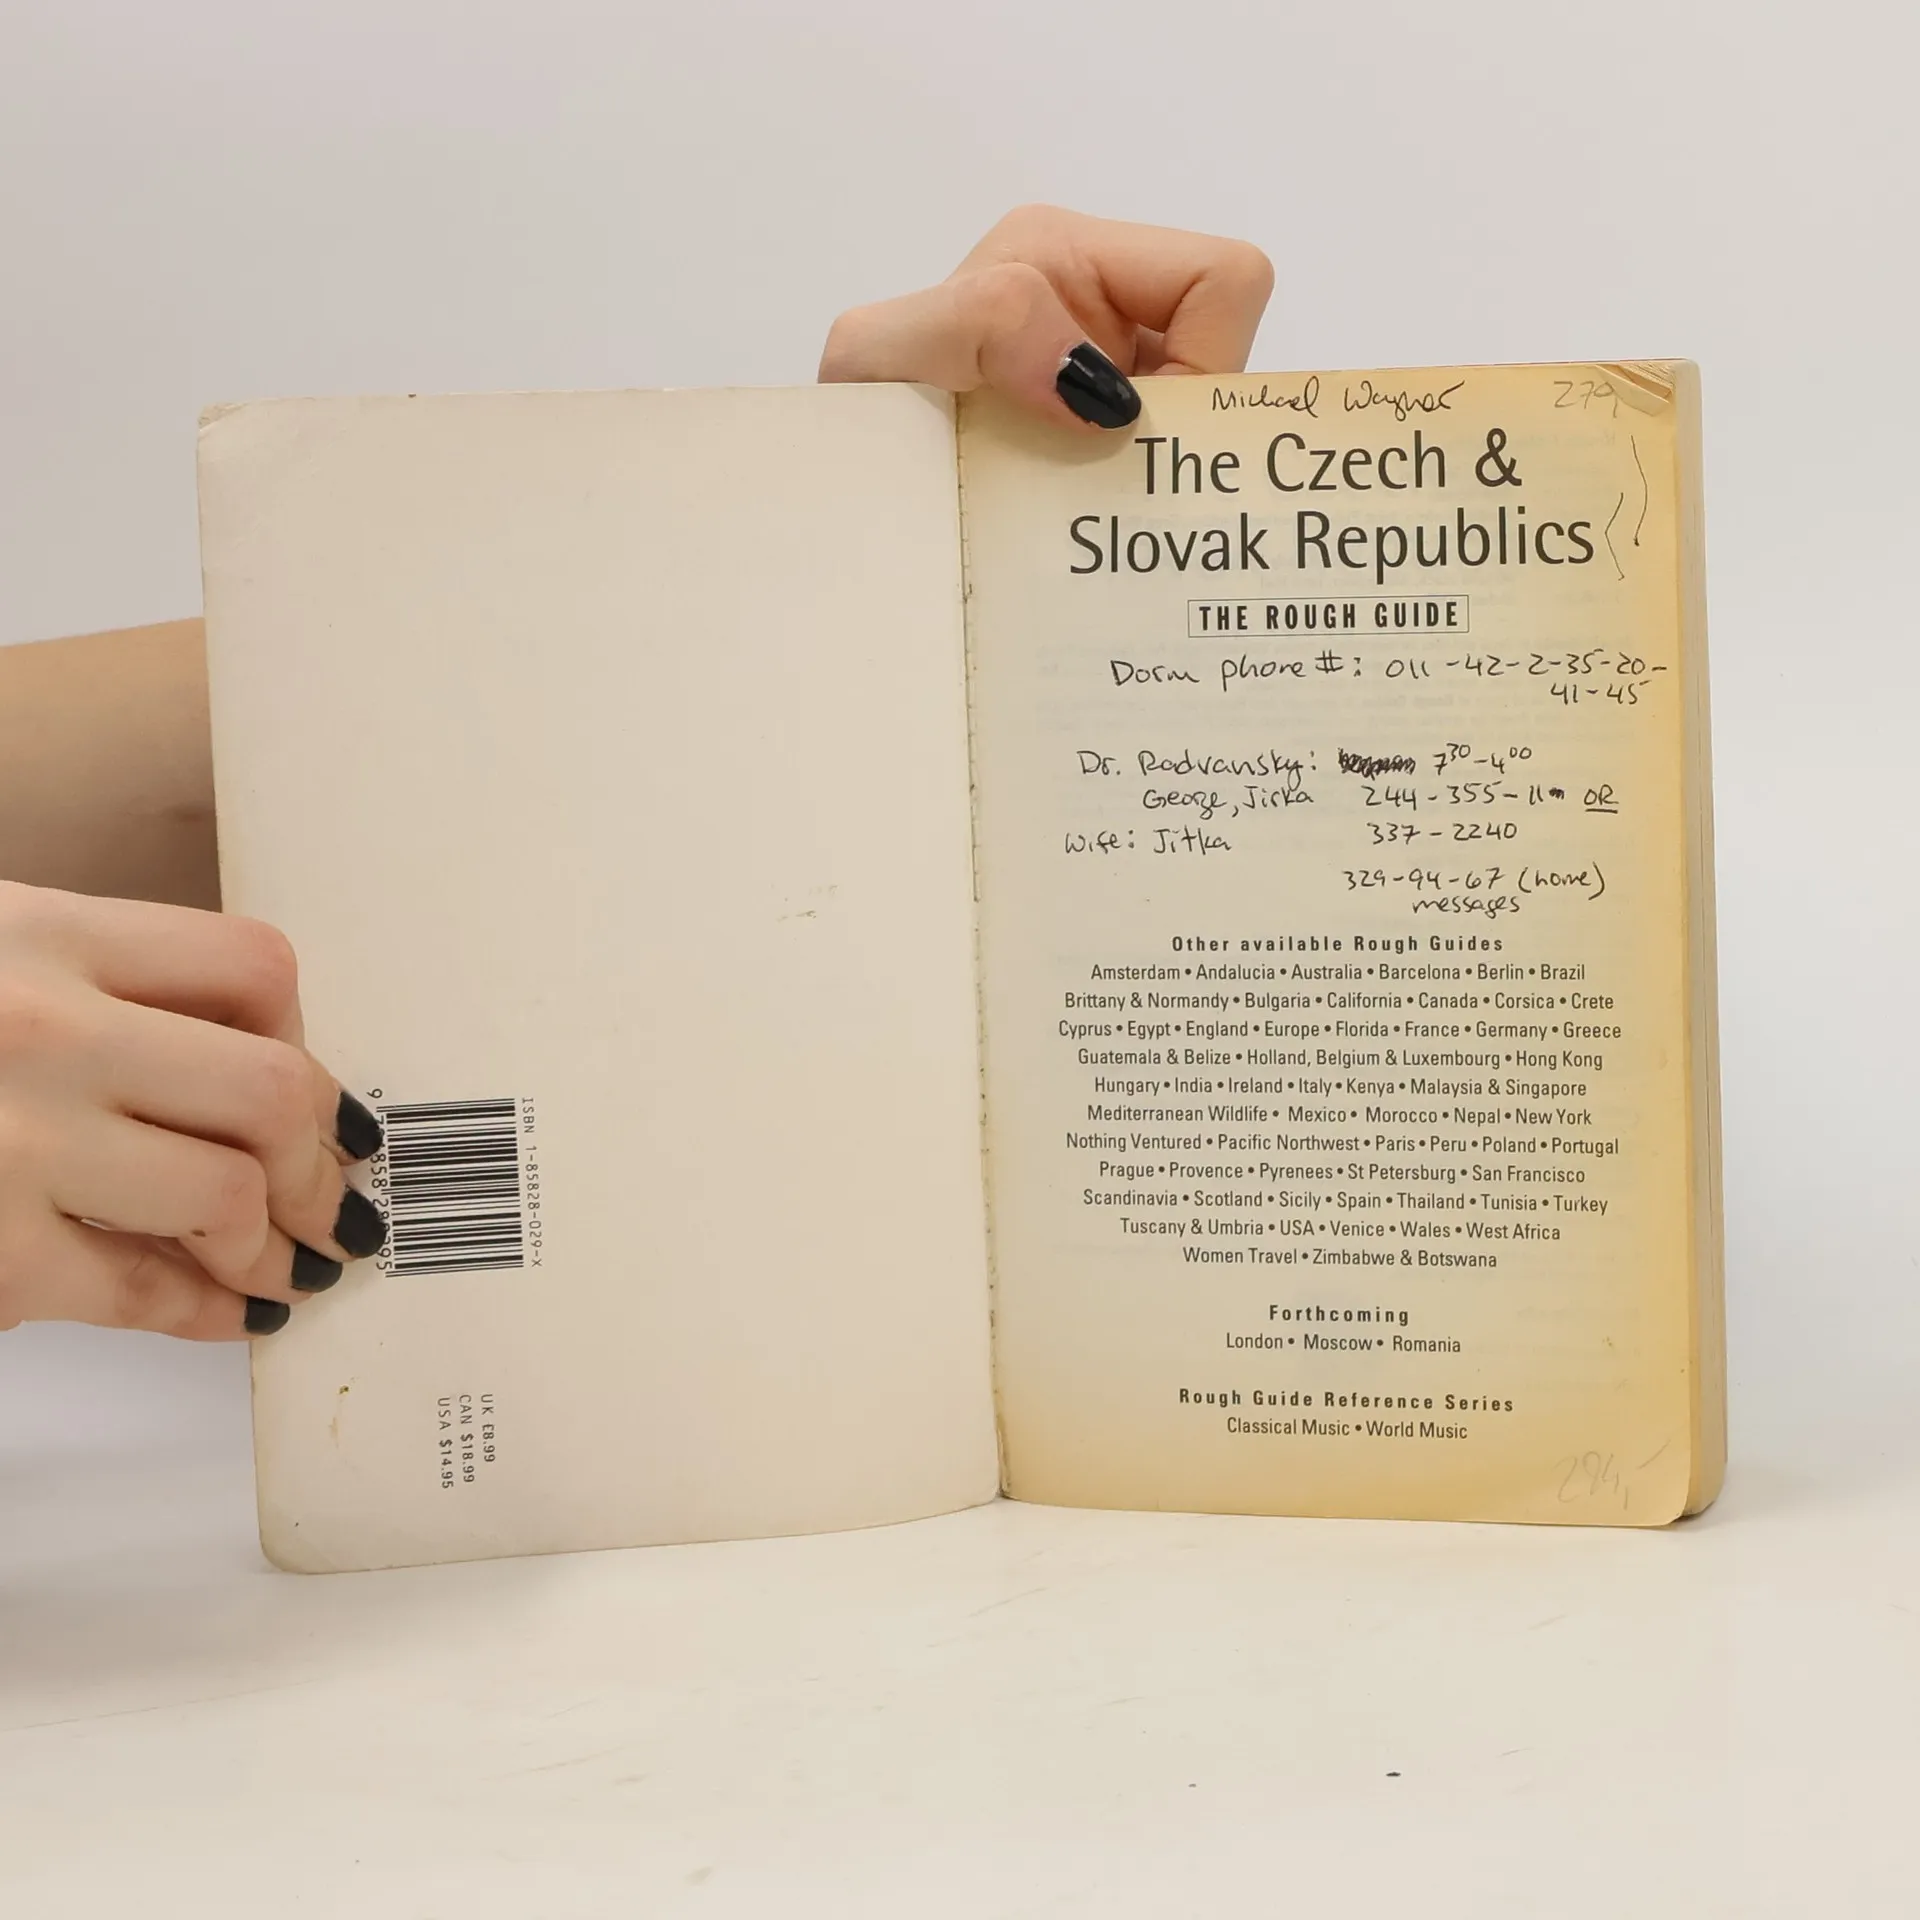 ISBN 1-85828-029-X
UK £8.99
CAN $18.99
USA $14.95
Michael Wagner 279,
The Czech &
Slovak Republics
THE ROUGH GUIDE
Dorm phone #: 011-42-2-35-20-
41-45
Dr. Radvansky: 7³⁰-4⁰⁰
George, Jirka 244-355-11 OR
Wife: Jitka 337-2240
329-94-67 (home)
messages
Other available Rough Guides
Amsterdam • Andalucia • Australia • Barcelona • Berlin • Brazil
Brittany & Normandy • Bulgaria • California • Canada • Corsica • Crete
Cyprus • Egypt • England • Europe • Florida • France • Germany • Greece
Guatemala & Belize • Holland, Belgium & Luxembourg • Hong Kong
Hungary • India • Ireland • Italy • Kenya • Malaysia & Singapore
Mediterranean Wildlife • Mexico • Morocco • Nepal • New York
Nothing Ventured • Pacific Northwest • Paris • Peru • Poland • Portugal
Prague • Provence • Pyrenees • St Petersburg • San Francisco
Scandinavia • Scotland • Sicily • Spain • Thailand • Tunisia • Turkey
Tuscany & Umbria • USA • Venice • Wales • West Africa
Women Travel • Zimbabwe & Botswana
Forthcoming
London • Moscow • Romania
Rough Guide Reference Series
Classical Music • World Music